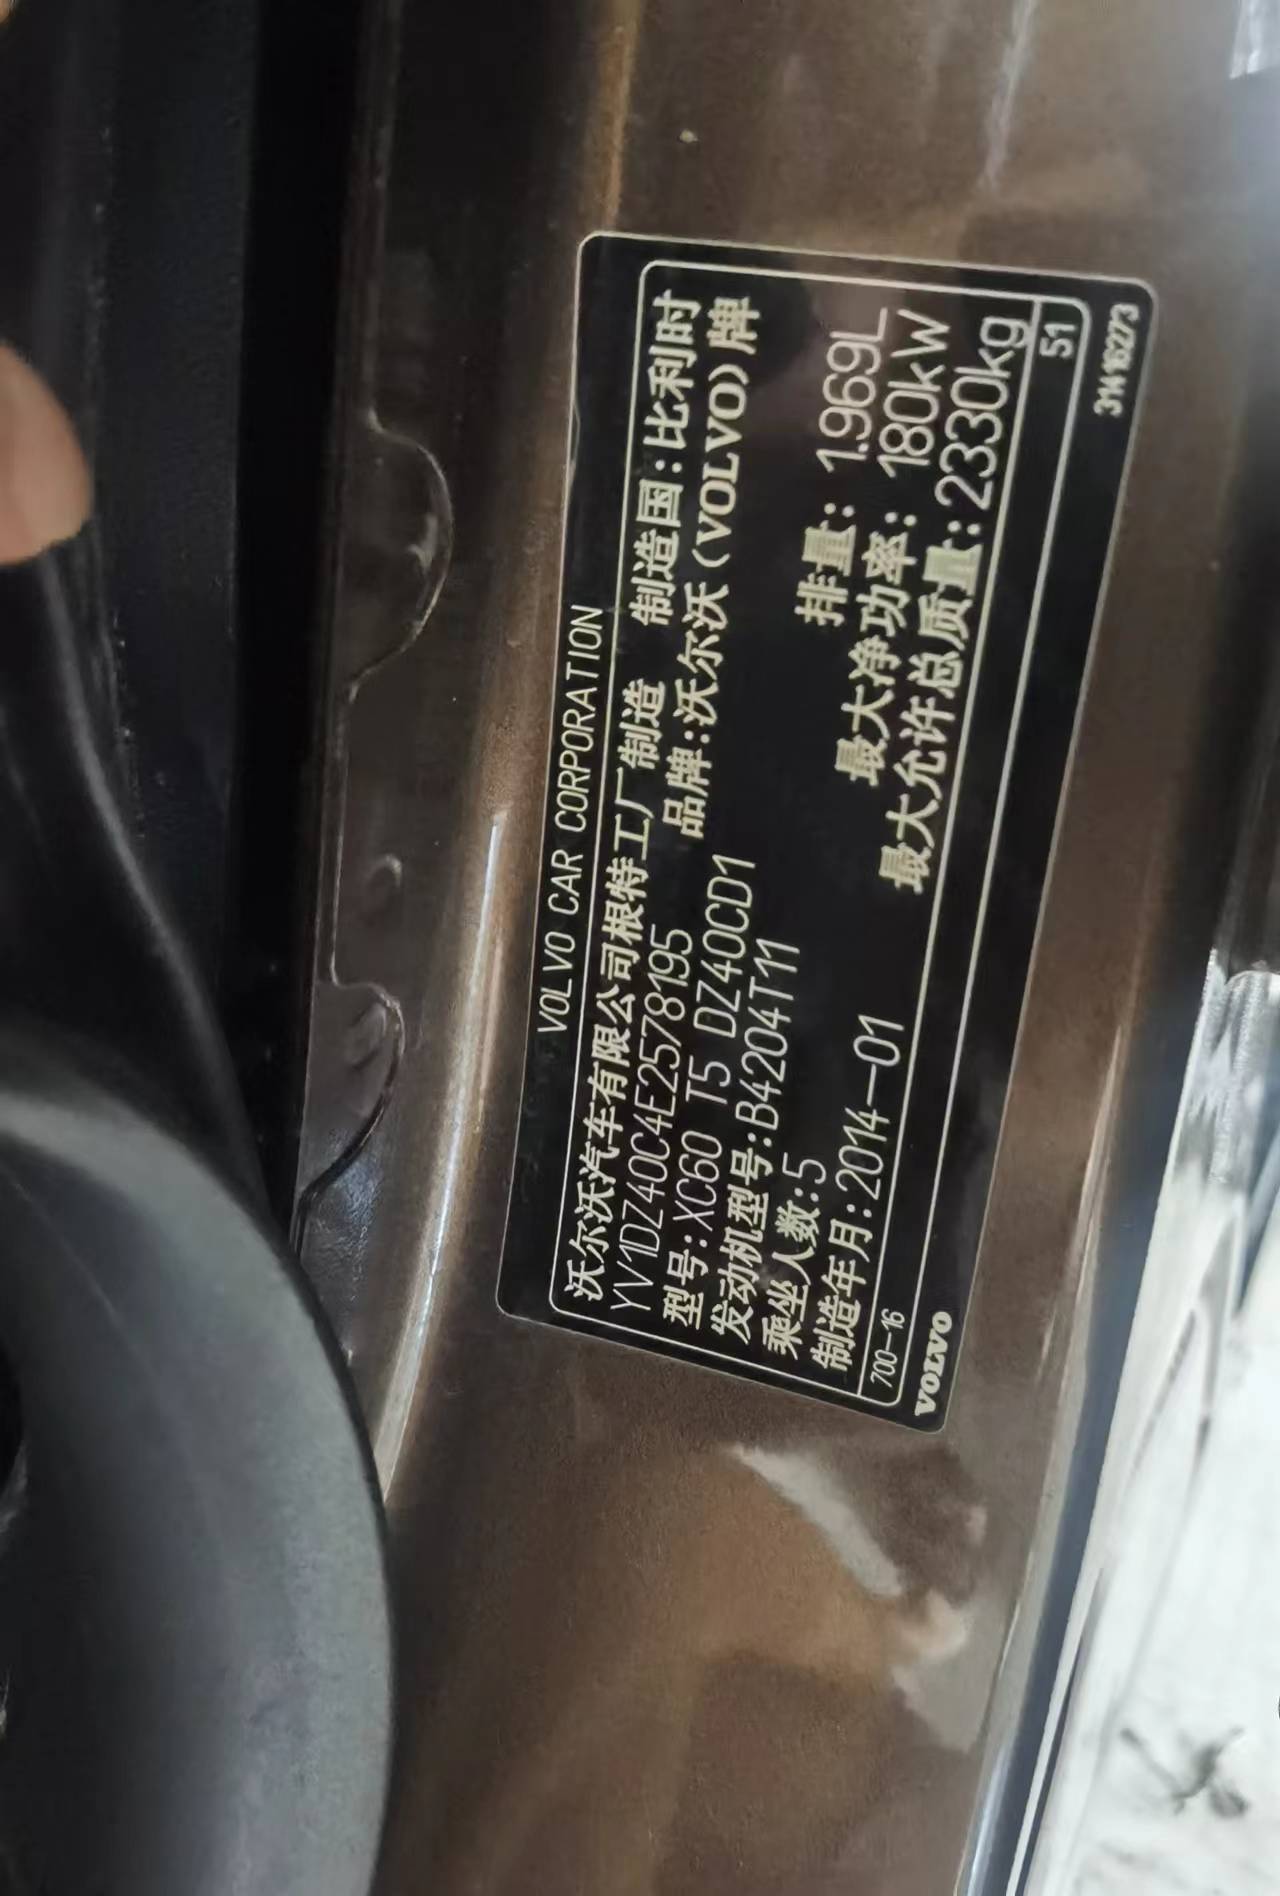 VOLVO CAR CORPORATION
沃尔沃汽车有限公司根特工厂制造 制造国:比利时
YV1DZ40C4E2578195 品牌:沃尔沃(VOLVO)牌
型号:XC60 T5 DZ40CD1
发动机型号:B4204T11 排量: 1.969L
乘坐人数:5 最大净功率: 180kW
制造年月:2014-01 最大允许总质量:2330kg
700-16 51
VOLVO 31416273